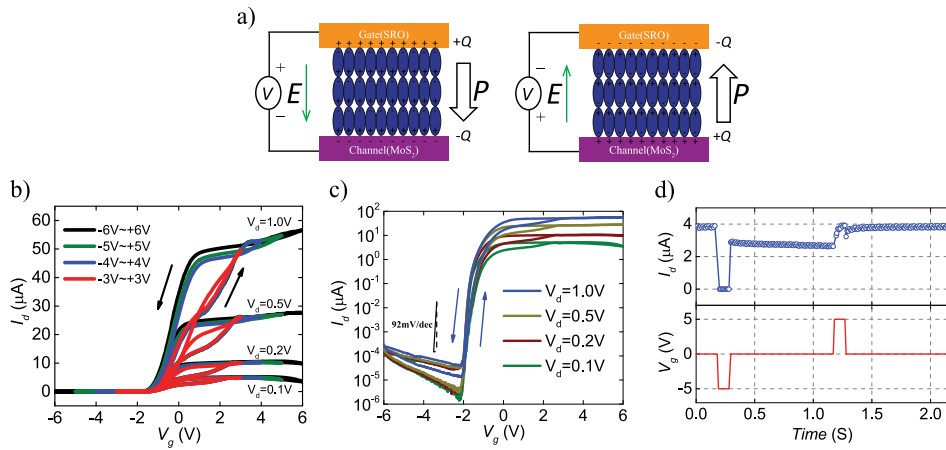 a)
Gate(SRO)
+ + + + + + + + +
+Q
+
V
−
E
P
-Q
- - - - - - - - -
Channel(MoS2)
Gate(SRO)
- - - - - - - - -
-Q
−
V
+
E
P
+Q
Channel(MoS2)
b)
Id (μA)
60
50
40
30
20
10
0
-6V~+6V
-5V~+5V
-4V~+4V
-3V~+3V
Vd=1.0V
Vd=0.5V
Vd=0.2V
Vd=0.1V
-6 -4 -2 0 2 4 6
Vg (V)
c)
Id (μA)
10^2
10^1
10^0
10^-1
10^-2
10^-3
10^-4
10^-5
10^-6
92mV/dec
Vd=1.0V
Vd=0.5V
Vd=0.2V
Vd=0.1V
-6 -4 -2 0 2 4 6
Vg (V)
d)
Id (μA)
4
2
0
Vg (V)
5
0
-5
0.0 0.5 1.0 1.5 2.0
Time (S)